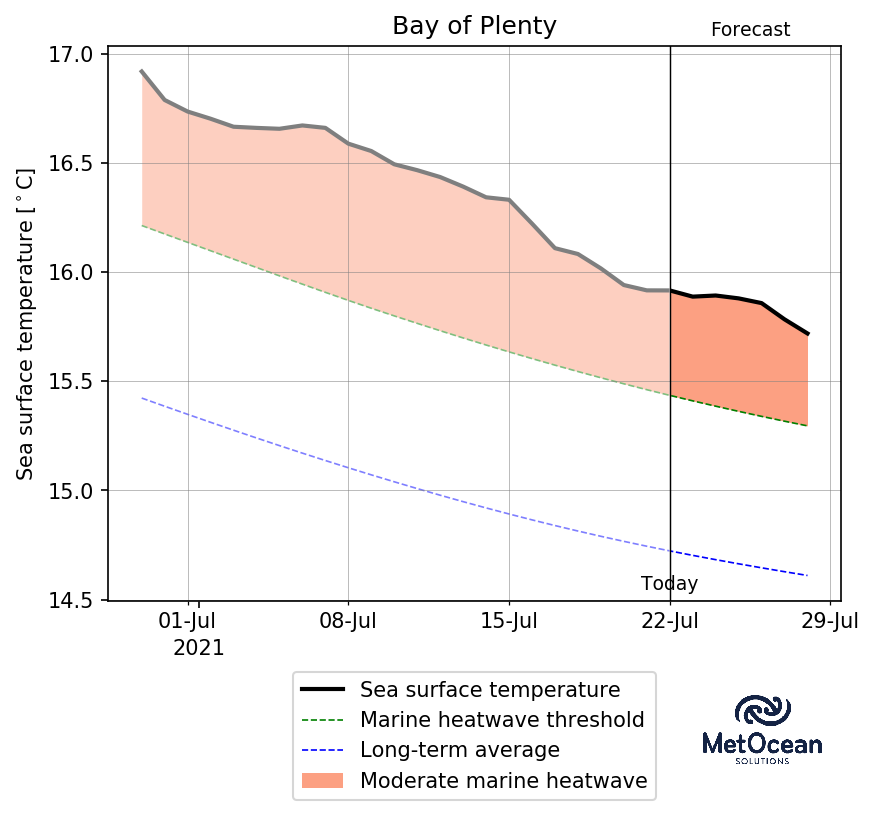 Bay of Plenty
Forecast
Sea surface temperature [°C]
17.0
16.5
16.0
15.5
15.0
14.5
Today
01-Jul
08-Jul
15-Jul
22-Jul
29-Jul
2021
Sea surface temperature
Marine heatwave threshold
Long-term average
Moderate marine heatwave
MetOcean
SOLUTIONS